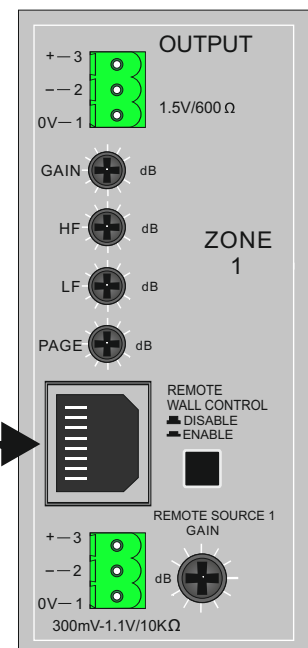 OUTPUT
+ — 3
- — 2
0V — 1
1.5V/600 Ω
GAIN dB
HF dB
ZONE
1
LF dB
PAGE dB
REMOTE
WALL CONTROL
DISABLE
ENABLE
REMOTE SOURCE 1
GAIN
+ — 3
- — 2
0V — 1
dB
300mV-1.1V/10KΩ